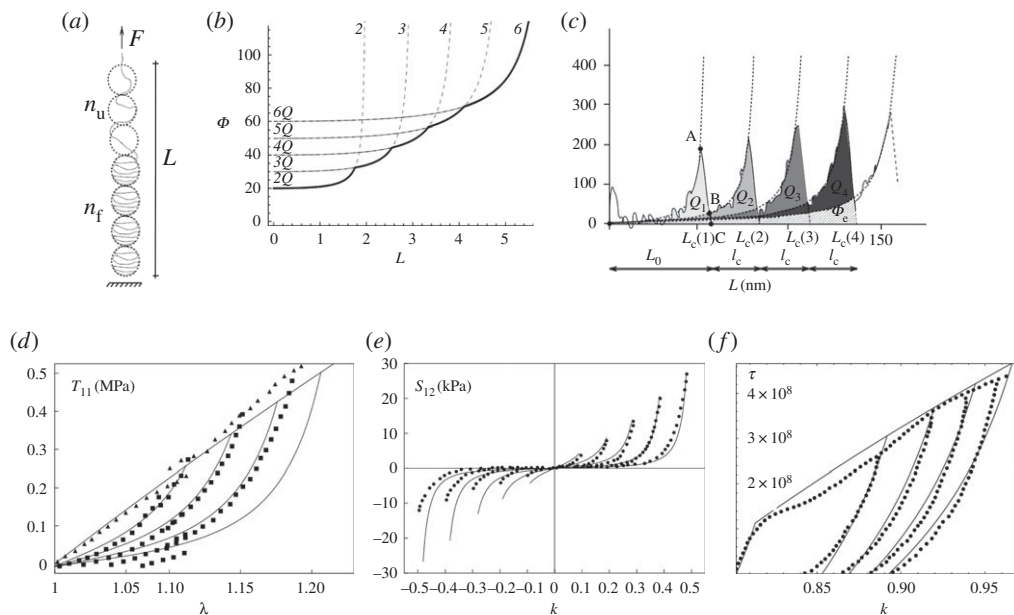 (a)
F
n_u
L
n_f
(b)
2 3 4 5 6
100
80
Φ
60
40
20
0
6Q
5Q
4Q
3Q
2Q
0 1 2 3 4 5
L
(c)
400
300
200
100
0
A
B
Q_1 Q_2 Q_3 Q_4
Φ_e
L_c(1) C L_c(2) L_c(3) L_c(4) 150
L_0 l_c l_c l_c
L (nm)
(d)
T_11 (MPa)
0.5
0.4
0.3
0.2
0.1
0
1 1.05 1.10 1.15 1.20
λ
(e)
S_12 (kPa)
30
20
10
0
−10
−20
−30
−0.5 −0.4 −0.3 −0.2 −0.1 0 0.1 0.2 0.3 0.4 0.5
k
(f)
τ
4 × 10^8
3 × 10^8
2 × 10^8
0.85 0.90 0.95
k